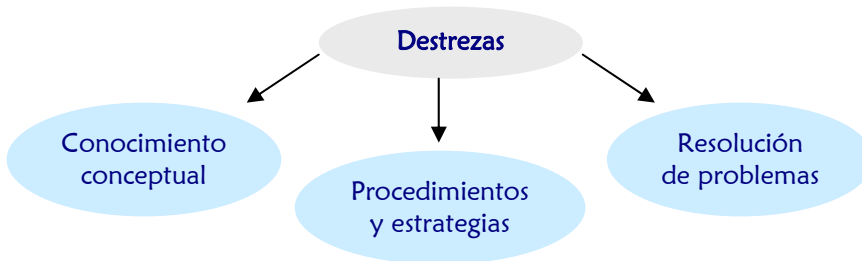 Destrezas
Conocimiento
conceptual
Procedimientos
y estrategias
Resolución
de problemas